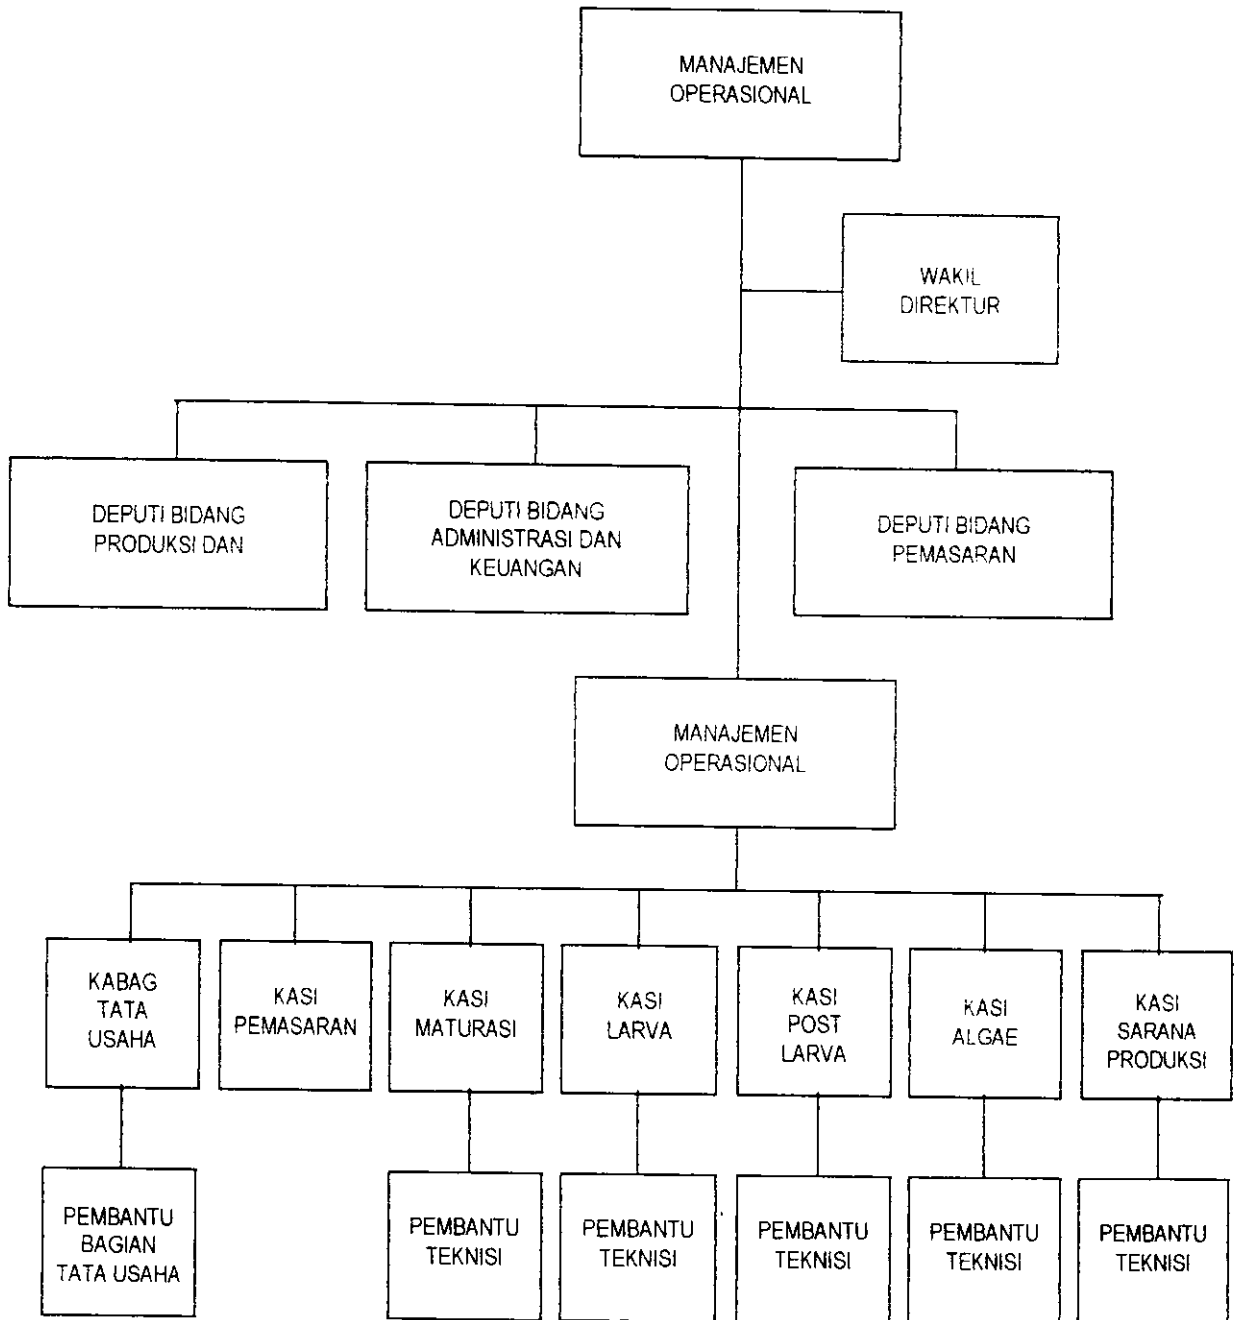 MANAJEMEN
OPERASIONAL
WAKIL
DIREKTUR
DEPUTI BIDANG
PRODUKSI DAN
DEPUTI BIDANG
ADMINISTRASI DAN
KEUANGAN
DEPUTI BIDANG
PEMASARAN
MANAJEMEN
OPERASIONAL
KABAG
TATA
USAHA
KASI
PEMASARAN
KASI
MATURASI
KASI
LARVA
KASI
POST
LARVA
KASI
ALGAE
KASI
SARANA
PRODUKSI
PEMBANTU
BAGIAN
TATA USAHA
PEMBANTU
TEKNISI
PEMBANTU
TEKNISI
PEMBANTU
TEKNISI
PEMBANTU
TEKNISI
PEMBANTU
TEKNISI